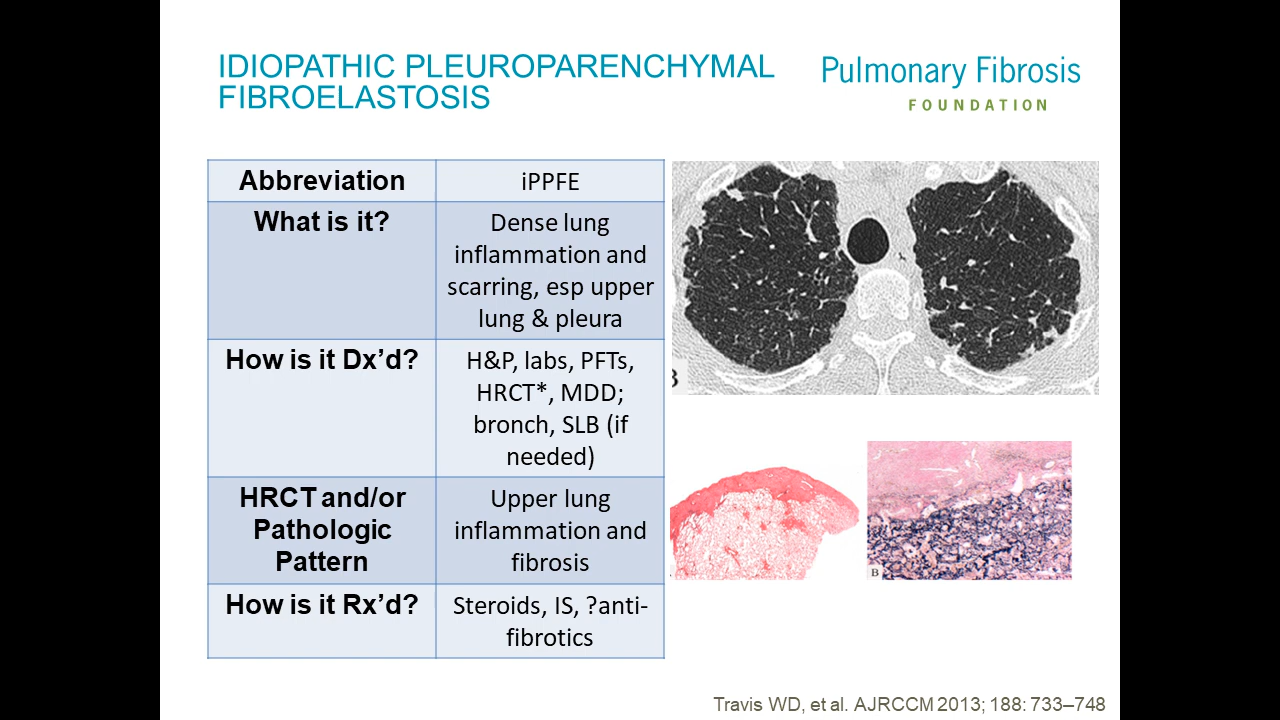 IDIOPATHIC PLEUROPARENCHYMAL
FIBROELASTOSIS
Pulmonary Fibrosis
FOUNDATION
Abbreviation
iPPFE
What is it?
Dense lung
inflammation and
scarring, esp upper
lung & pleura
How is it Dx’d?
H&P, labs, PFTs,
HRCT*, MDD;
bronch, SLB (if
needed)
HRCT and/or
Pathologic
Pattern
Upper lung
inflammation and
fibrosis
How is it Rx’d?
Steroids, IS, ?anti-
fibrotics
B
Travis WD, et al. AJRCCM 2013; 188: 733–748